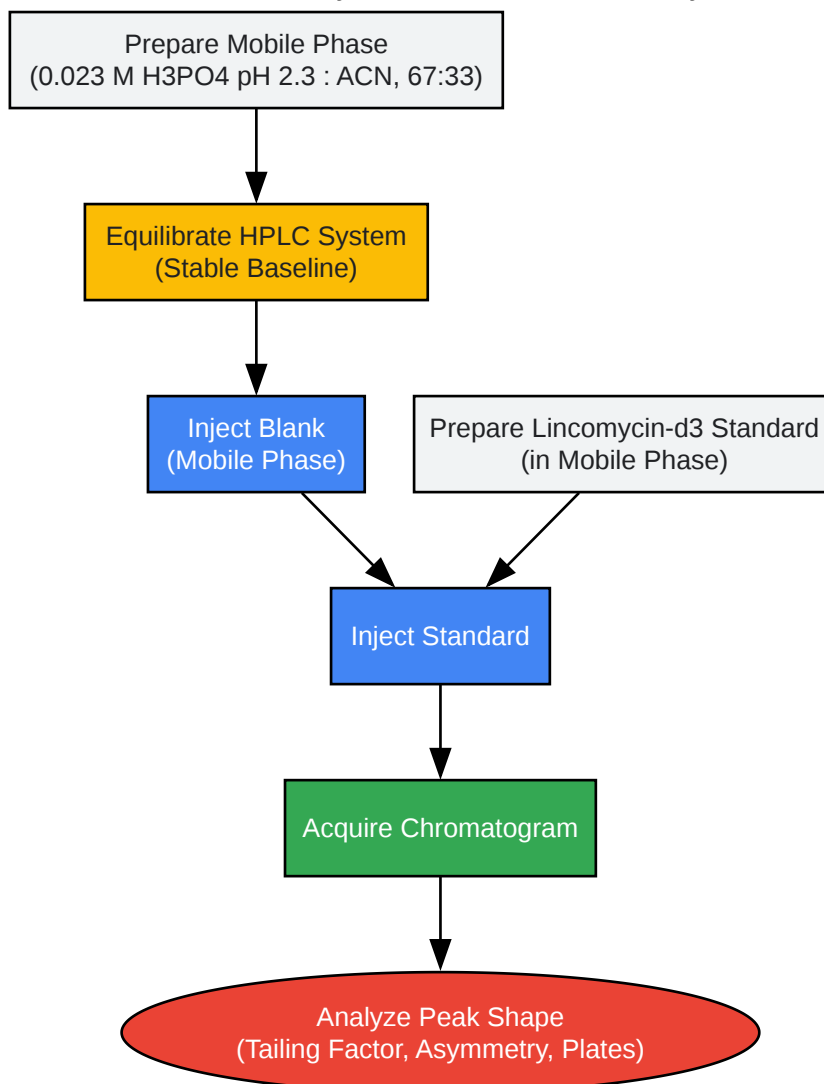 Prepare Mobile Phase
(0.023 M H3PO4 pH 2.3 : ACN, 67:33)
Equilibrate HPLC System
(Stable Baseline)
Inject Blank
(Mobile Phase)
Prepare Lincomycin-d3 Standard
(in Mobile Phase)
Inject Standard
Acquire Chromatogram
Analyze Peak Shape
(Tailing Factor, Asymmetry, Plates)